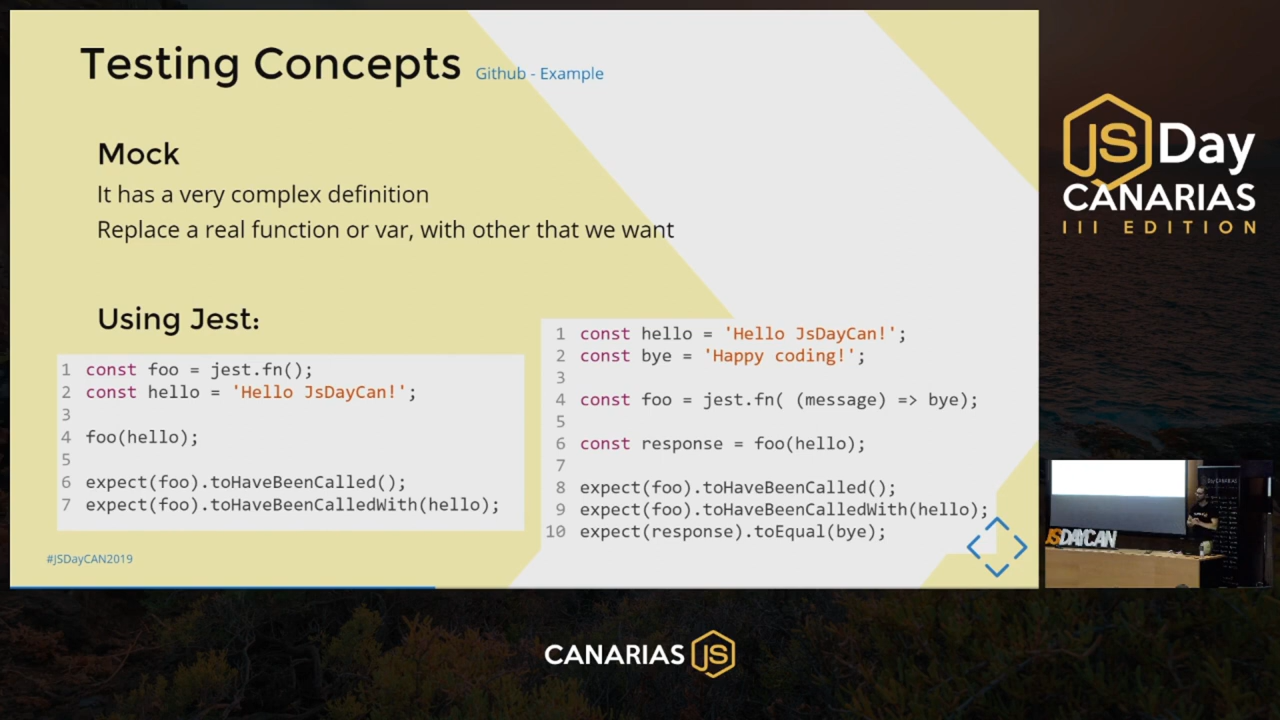 Testing Concepts Github - Example
Mock
It has a very complex definition
Replace a real function or var, with other that we want
Using Jest:
1 const foo = jest.fn();
2 const hello = 'Hello JsDayCan!';
3
4 foo(hello);
5
6 expect(foo).toHaveBeenCalled();
7 expect(foo).toHaveBeenCalledWith(hello);
1 const hello = 'Hello JsDayCan!';
2 const bye = 'Happy coding!';
3
4 const foo = jest.fn( (message) => bye);
5
6 const response = foo(hello);
7
8 expect(foo).toHaveBeenCalled();
9 expect(foo).toHaveBeenCalledWith(hello);
10 expect(response).toEqual(bye);
#JSDayCAN2019
JS Day
CANARIAS
III EDITION
JSDAYCAN
CANARIAS JS